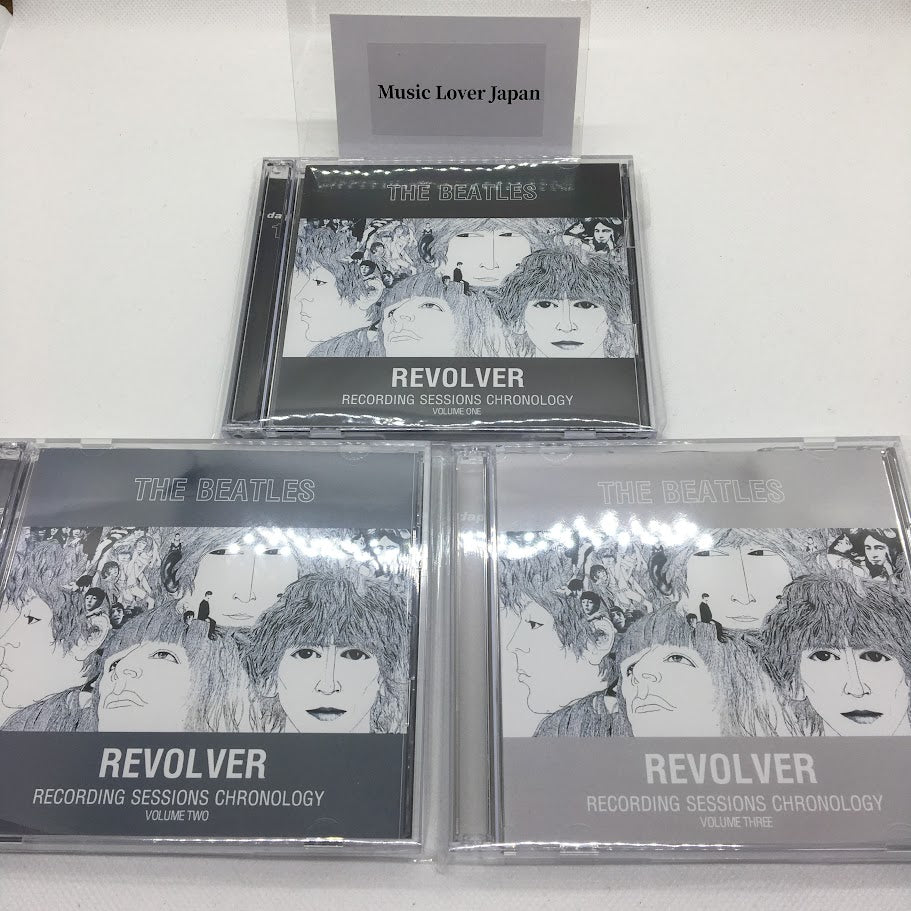 Music Lover Japan
THE BEATLES
REVOLVER
RECORDING SESSIONS CHRONOLOGY
VOLUME ONE
THE BEATLES
REVOLVER
RECORDING SESSIONS CHRONOLOGY
VOLUME TWO
THE BEATLES
REVOLVER
RECORDING SESSIONS CHRONOLOGY
VOLUME THREE